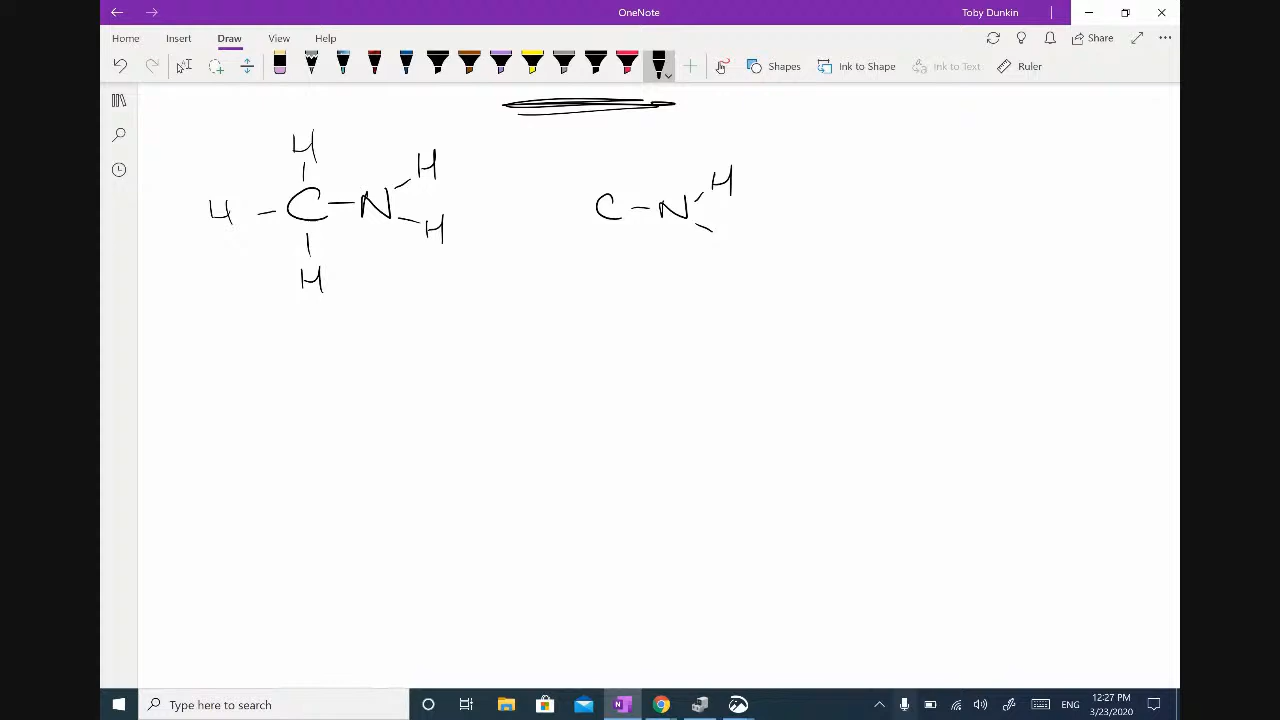 OneNote
Toby Dunkin
Home Insert Draw View Help
Share
Shapes Ink to Shape Ink to Text Ruler
H
H
H
H - C - N
C - N
H
H
H
Type here to search
12:27 PM
ENG
3/23/2020